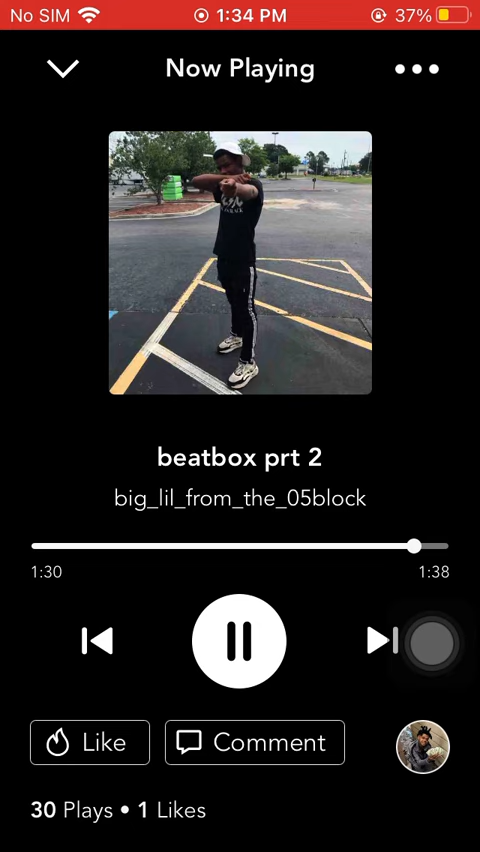 No SIM 1:34 PM 37%
Now Playing
beatbox prt 2
big_lil_from_the_05block
1:30 1:38
Like Comment
30 Plays • 1 Likes